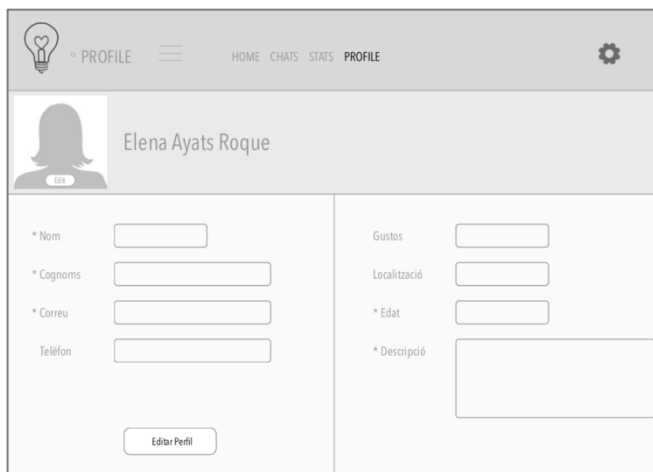 ° PROFILE
HOME CHATS STATS PROFILE
Elena Ayats Roque
Edit
* Nom
* Cognoms
* Correu
Telèfon
Editar Perfil
Gustos
Localització
* Edat
* Descripció